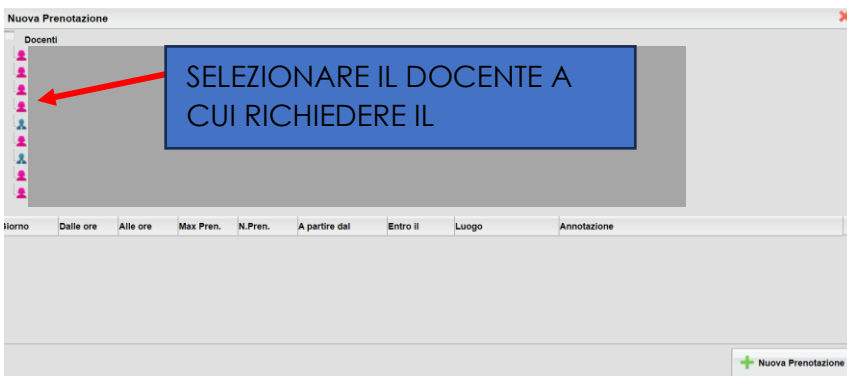 Nuova Prenotazione
Docenti
SELEZIONARE IL DOCENTE A
CUI RICHIEDERE IL
Giorno Dalle ore Alle ore Max Pren. N.Pren. A partire dal Entro il Luogo Annotazione
Nuova Prenotazione